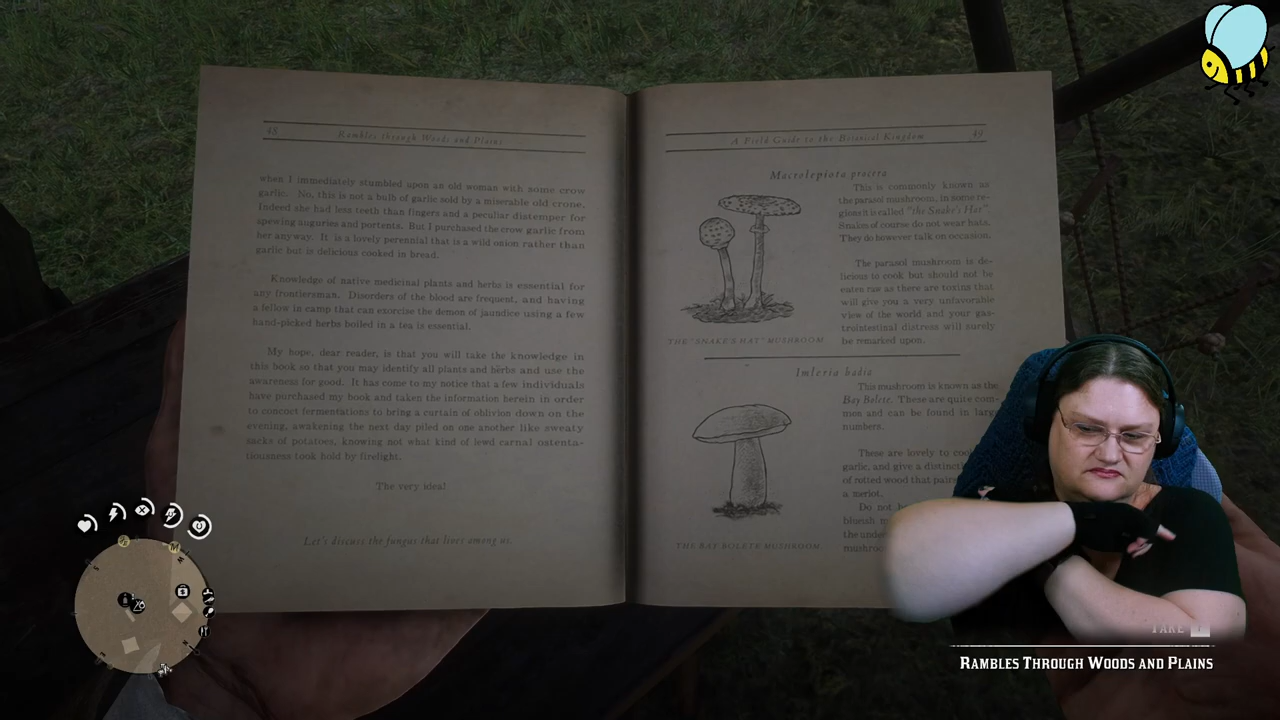 48
Rambles through Woods and Plains
when I immediately stumbled upon an old woman with some crow
garlic. No, this is not a bulb of garlic sold by a miserable old crone.
Indeed she had less teeth than fingers and a peculiar distemper for
spewing auguries and portents. But I purchased the crow garlic from
her anyway. It is a lovely perennial that is a wild onion rather than
garlic but is delicious cooked in bread.
Knowledge of native medicinal plants and herbs is essential for
any frontiersman. Disorders of the blood are frequent, and having
a fellow in camp that can exorcise the demon of jaundice using a few
hand-picked herbs boiled in a tea is essential.
My hope, dear reader, is that you will take the knowledge in
this book so that you may identify all plants and herbs and use the
awareness for good. It has come to my notice that a few individuals
have purchased my book and taken the information herein in order
to concoct fermentations to bring a curtain of oblivion down on the
evening, awakening the next day piled on one another like sweaty
sacks of potatoes, knowing not what kind of lewd carnal ostenta-
tiousness took hold by firelight.
The very idea!
Let's discuss the fungus that lives among us.
A Field Guide to the Botanical Kingdom
49
Macrolepiota procera
This is commonly known as
the parasol mushroom. In some re-
gions it is called "the Snake's Hat"
Snakes of course do not wear hats.
They do however talk on occasion.
The parasol mushroom is de-
licious to cook but should not be
eaten raw as there are toxins that
will give you a very unfavorable
view of the world and your gas-
trointestinal distress will surely
be remarked upon.
THE "SNAKE'S HAT" MUSHROOM
Imleria badia
This mushroom is known as the
Bay Bolete. These are quite com-
mon and can be found in
numbers.
These are lovely to
garlic, and give a
of rotted wood that
a merlot.
Do not
the
THE BAY BOLETE MUSHROOM
TAKE
RAMBLES THROUGH WOODS AND PLAINS